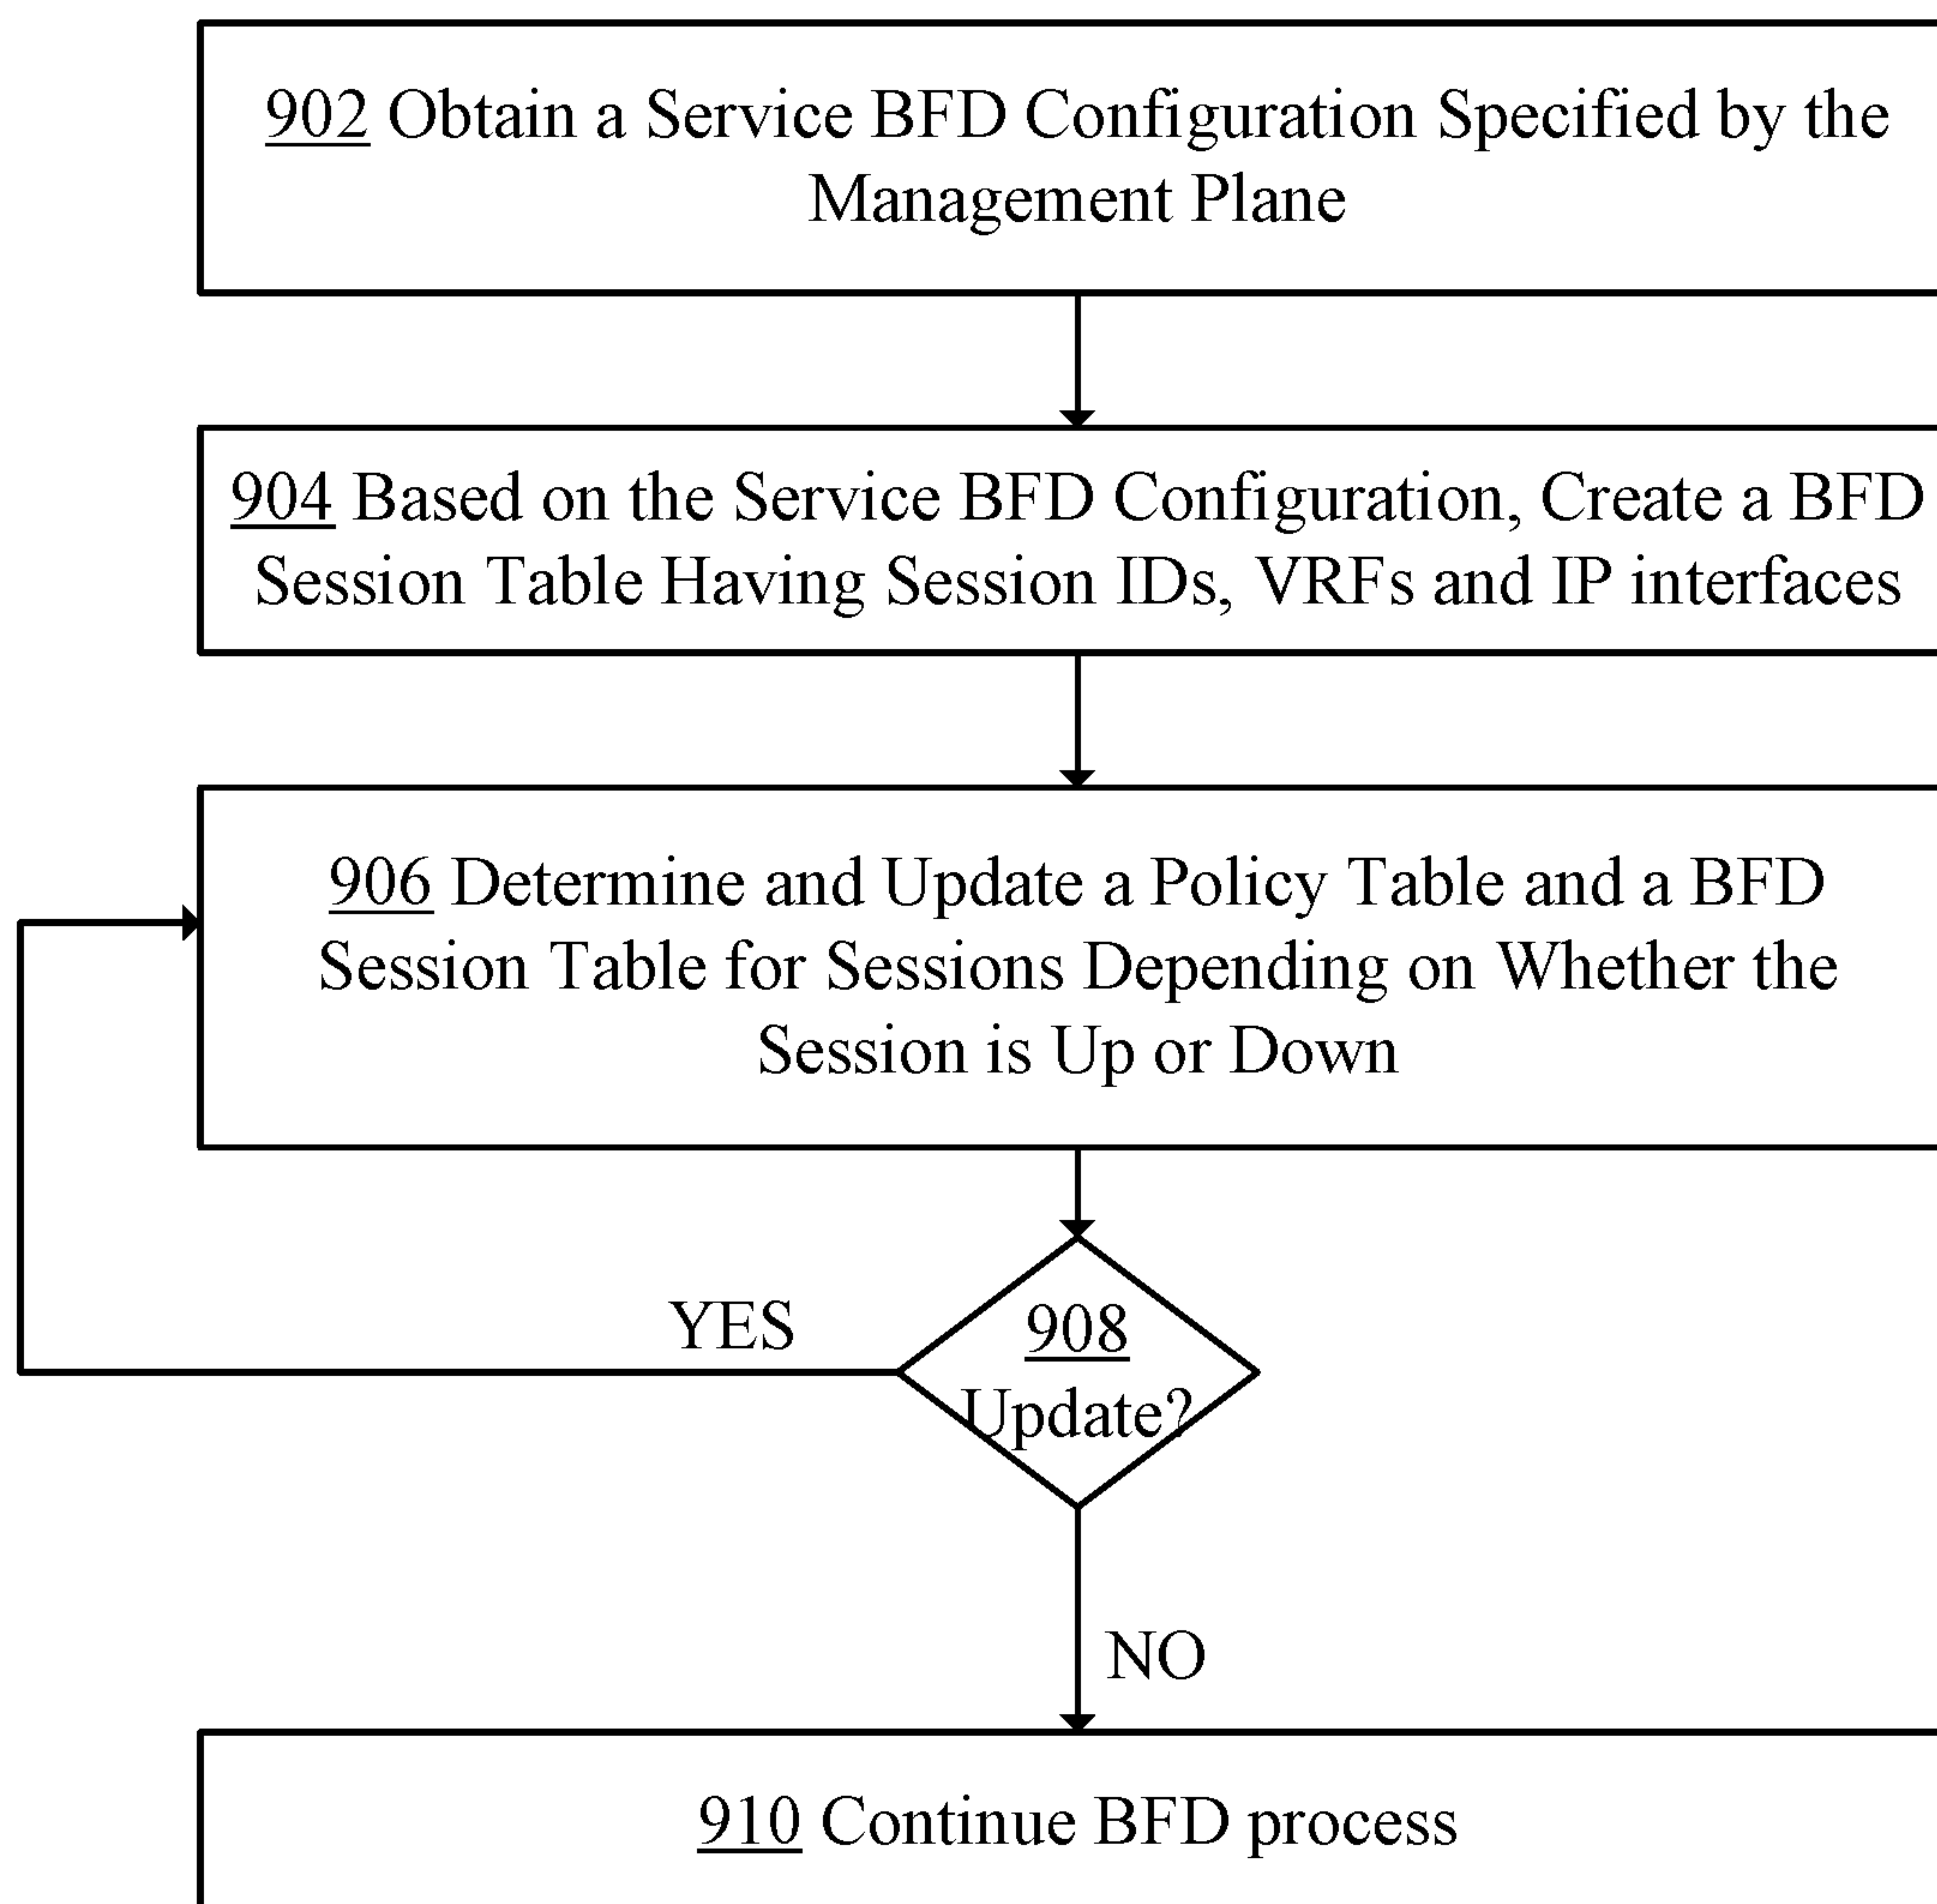 902 Obtain a Service BFD Configuration Specified by the
Management Plane
904 Based on the Service BFD Configuration, Create a BFD
Session Table Having Session IDs, VRFs and IP interfaces
906 Determine and Update a Policy Table and a BFD
Session Table for Sessions Depending on Whether the
Session is Up or Down
YES
908
Update?
NO
910 Continue BFD process